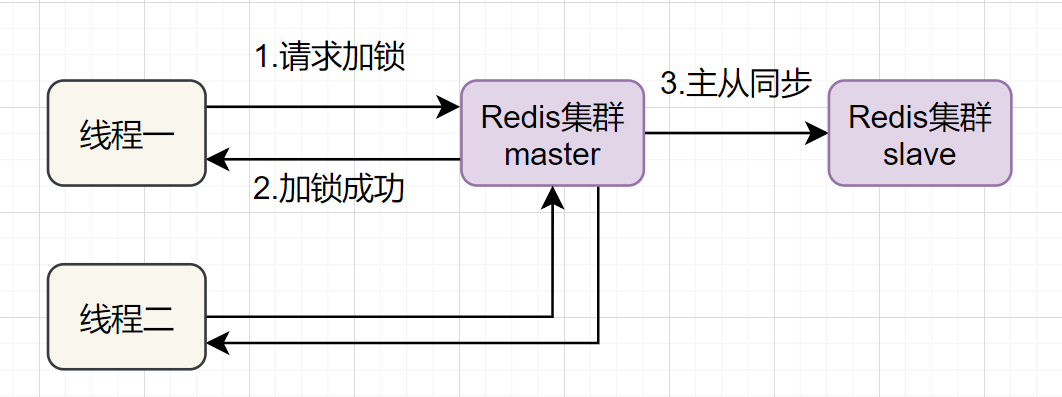 1.请求加锁
3.主从同步
线程一
Redis集群
master
Redis集群
slave
2.加锁成功
线程二